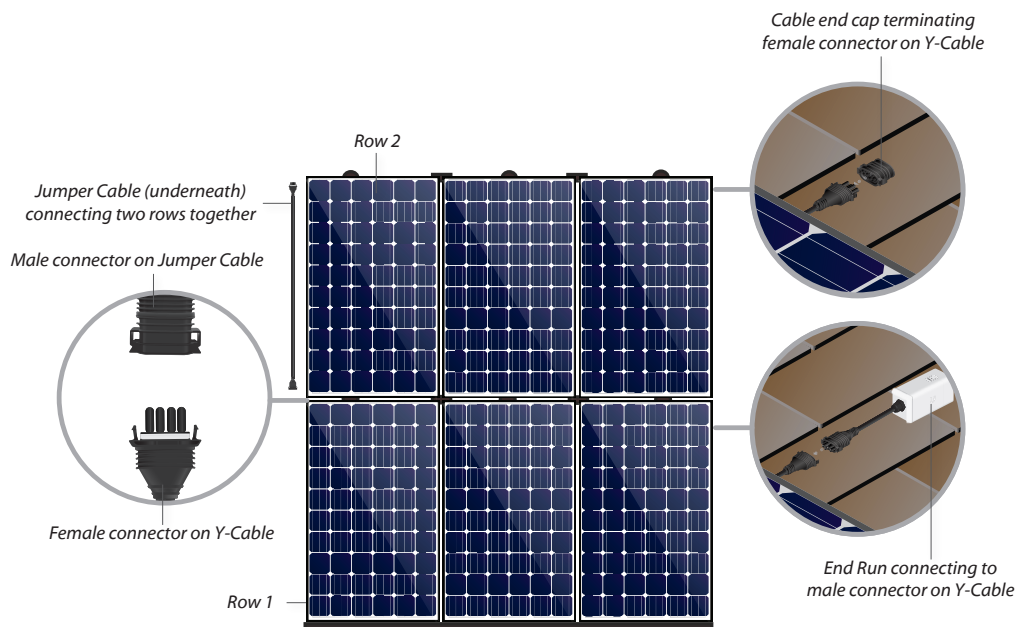 Cable end cap terminating
female connector on Y-Cable
Row 2
Jumper Cable (underneath)
connecting two rows together
Male connector on Jumper Cable
Female connector on Y-Cable
Row 1
End Run connecting to
male connector on Y-Cable